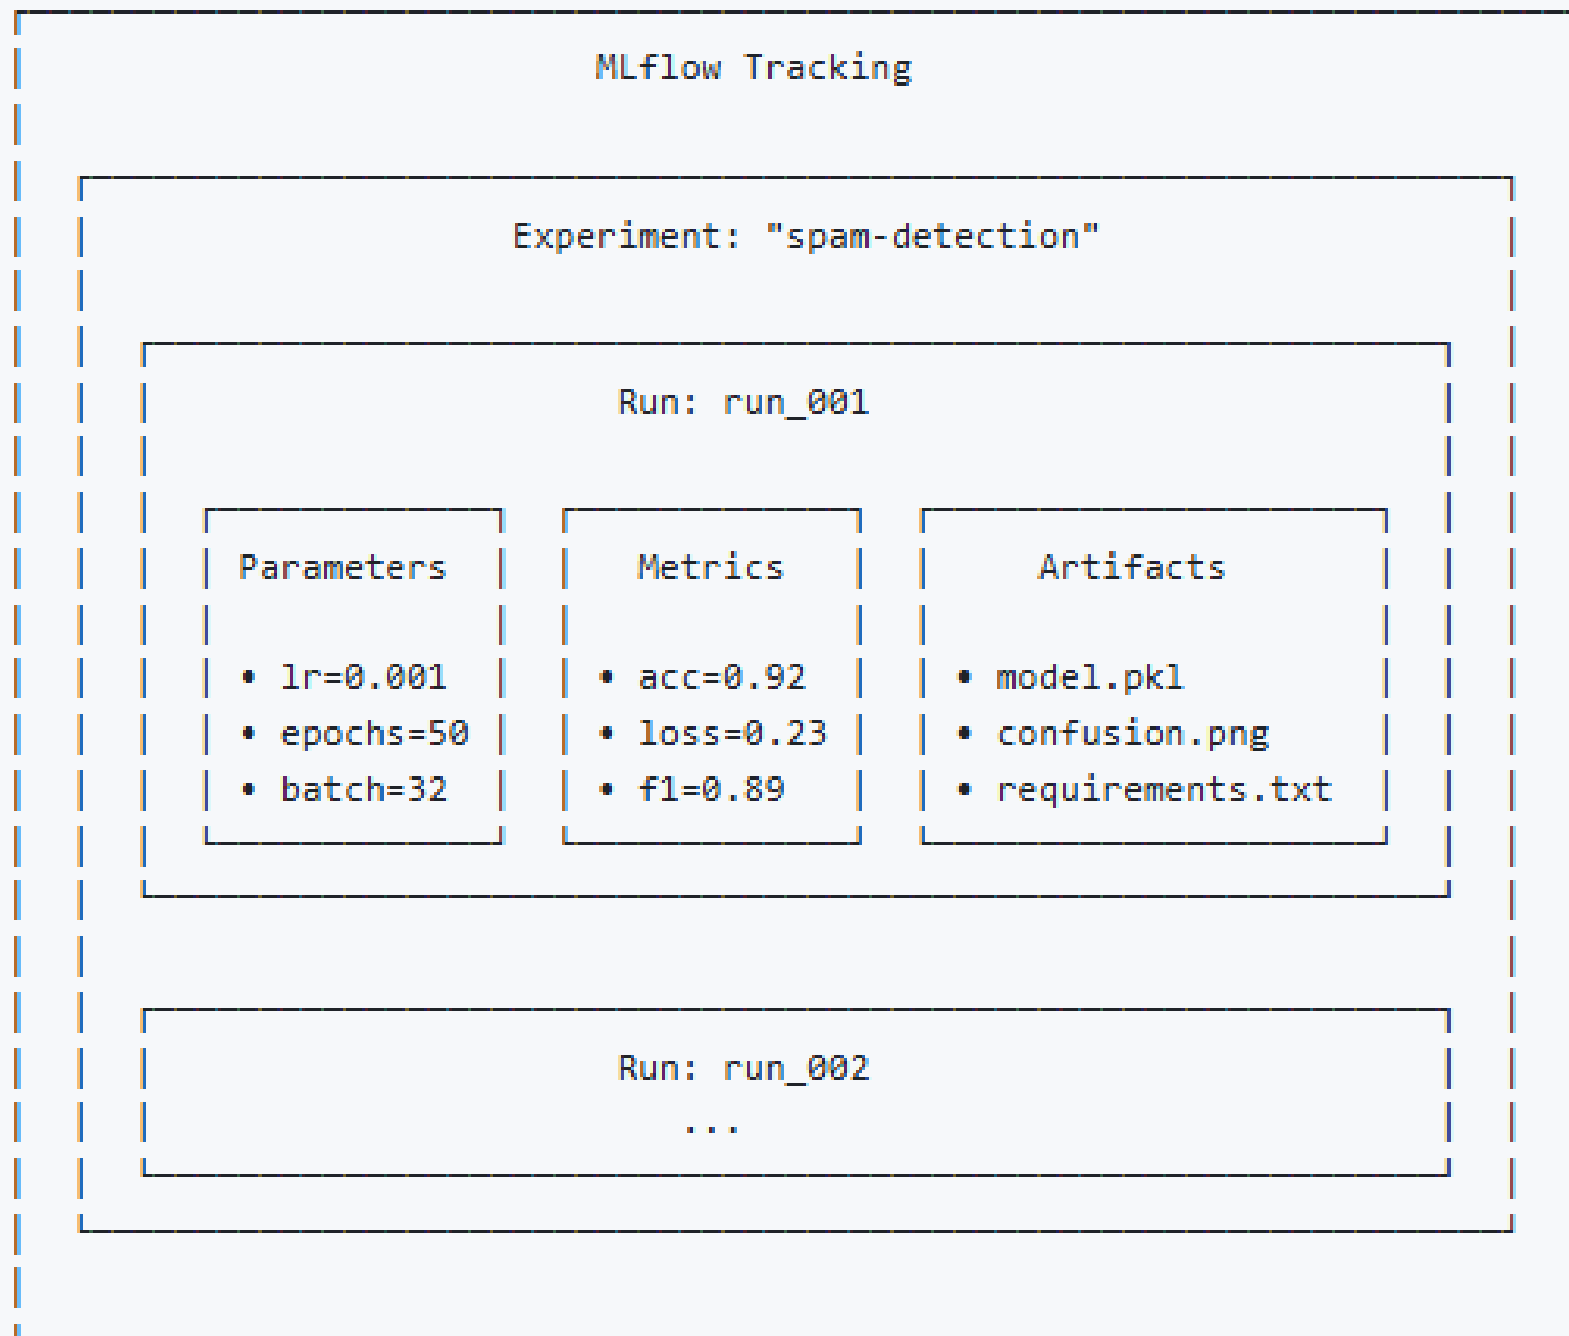 MLflow Tracking
Experiment: "spam-detection"
Run: run_001
Parameters Metrics Artifacts
• lr=0.001 • acc=0.92 • model.pkl
• epochs=50 • loss=0.23 • confusion.png
• batch=32 • f1=0.89 • requirements.txt
Run: run_002
...